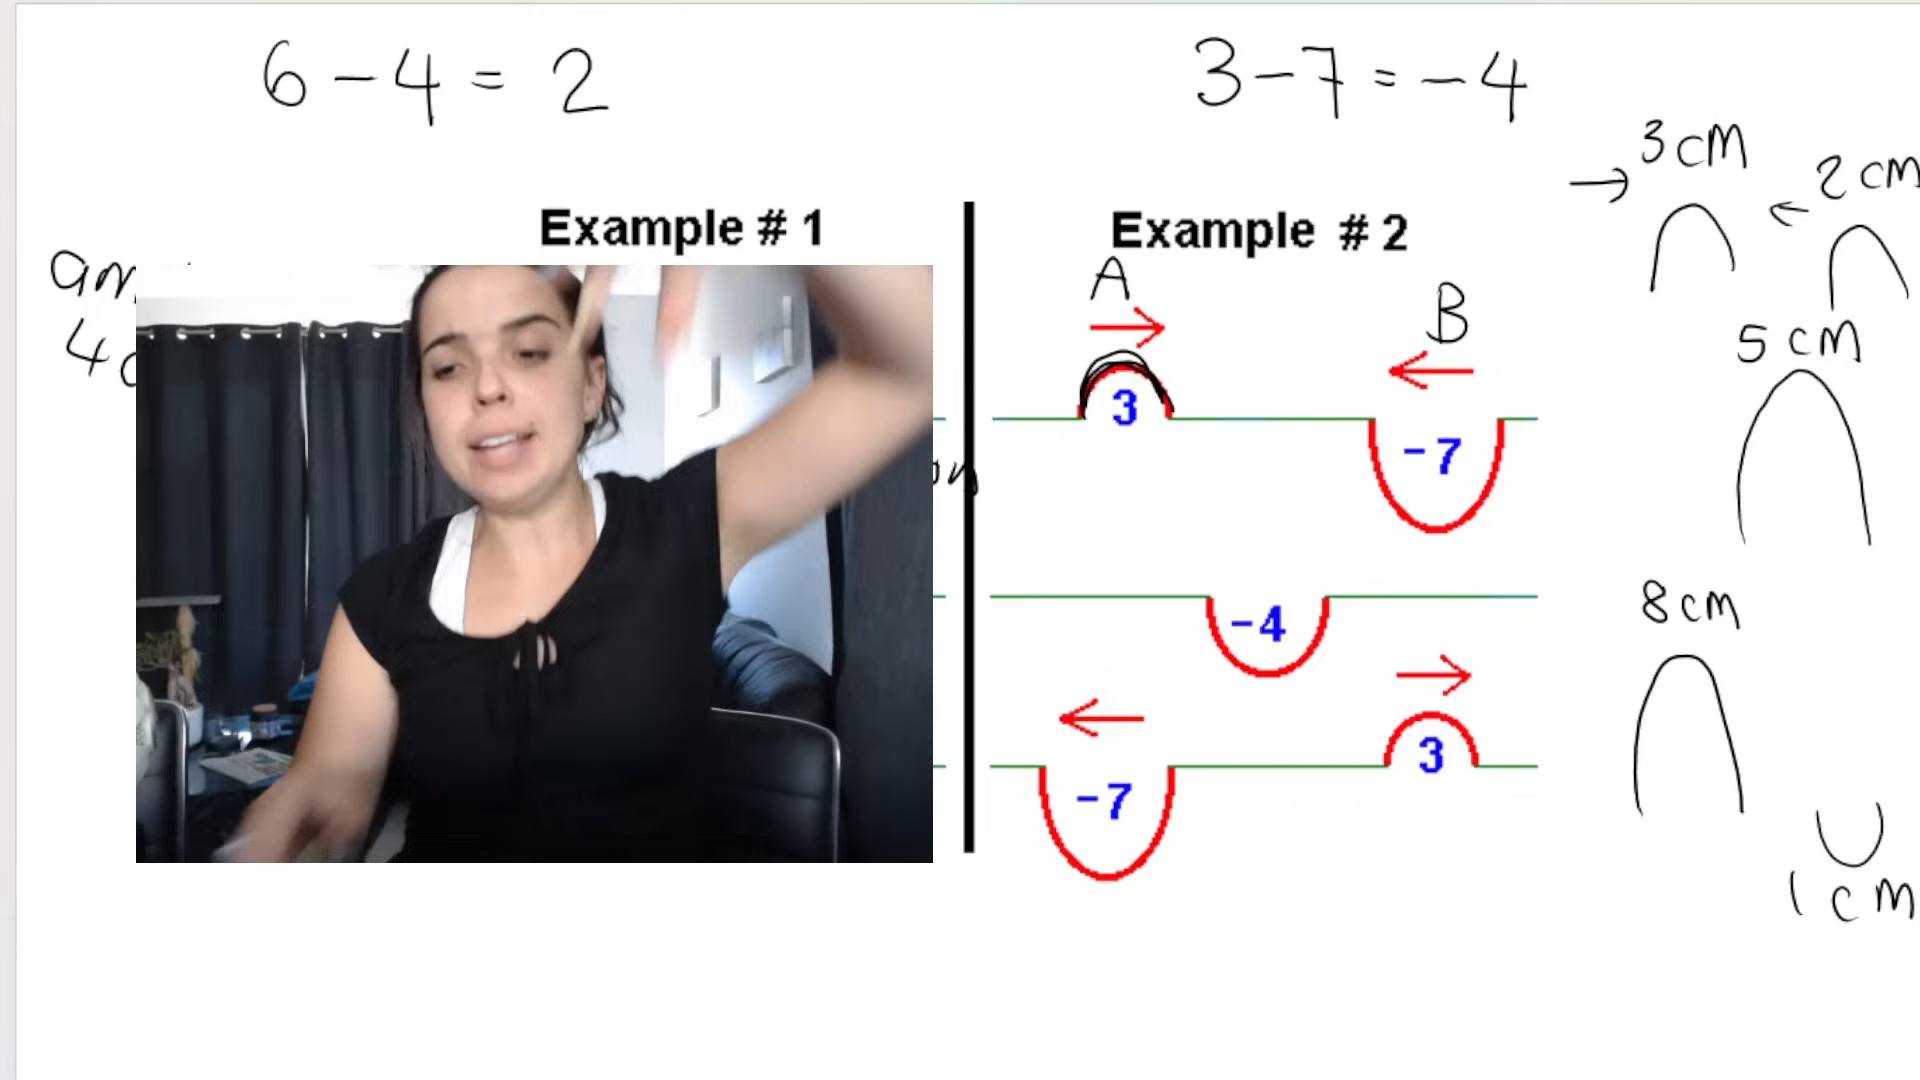 6 - 4 = 2
3 - 7 = - 4
3 cm
2 cm
Example # 1
Example # 2
A
B
5 cm
3
-7
-4
8 cm
3
-7
1 cm